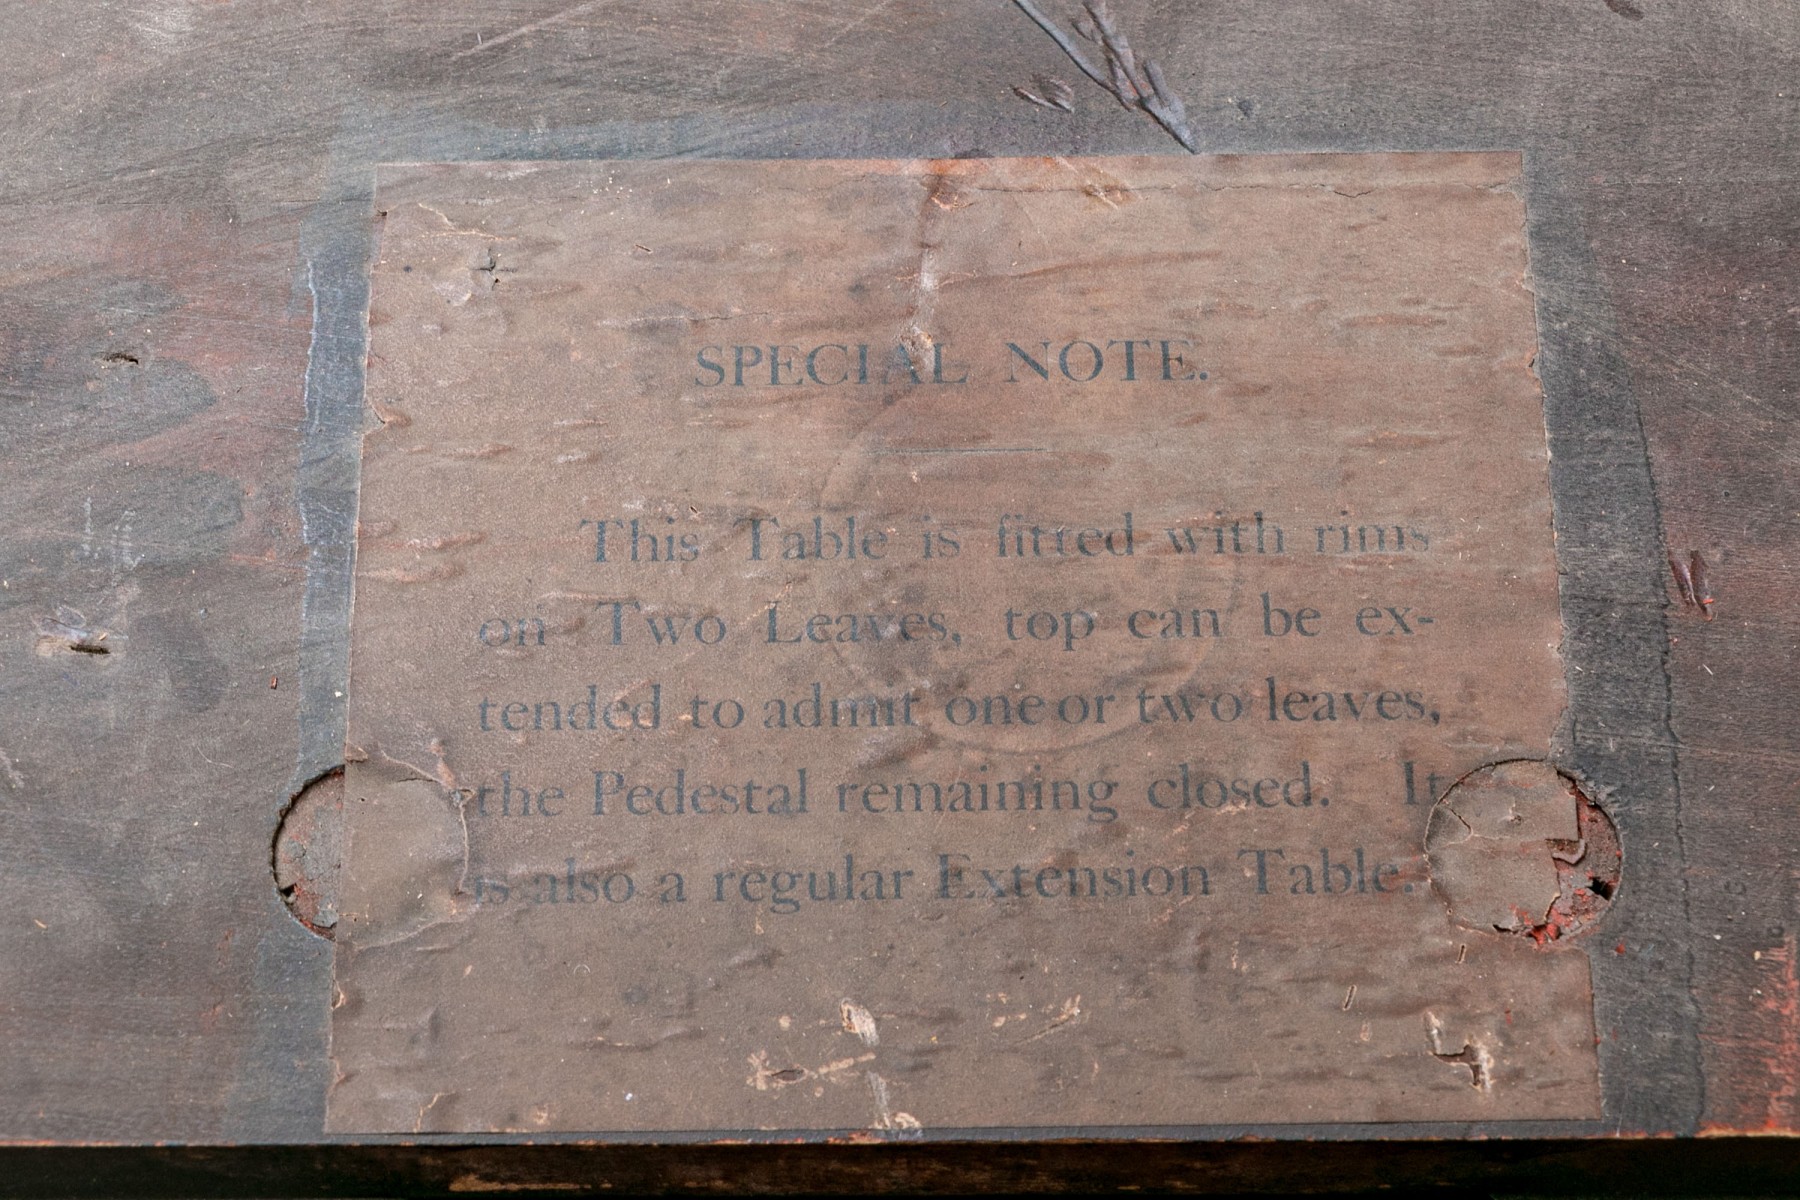 SPECIAL NOTE.
This Table is fitted with rims
on Two Leaves, top can be ex-
tended to admit one or two leaves,
the Pedestal remaining closed. It
is also a regular Extension Table.